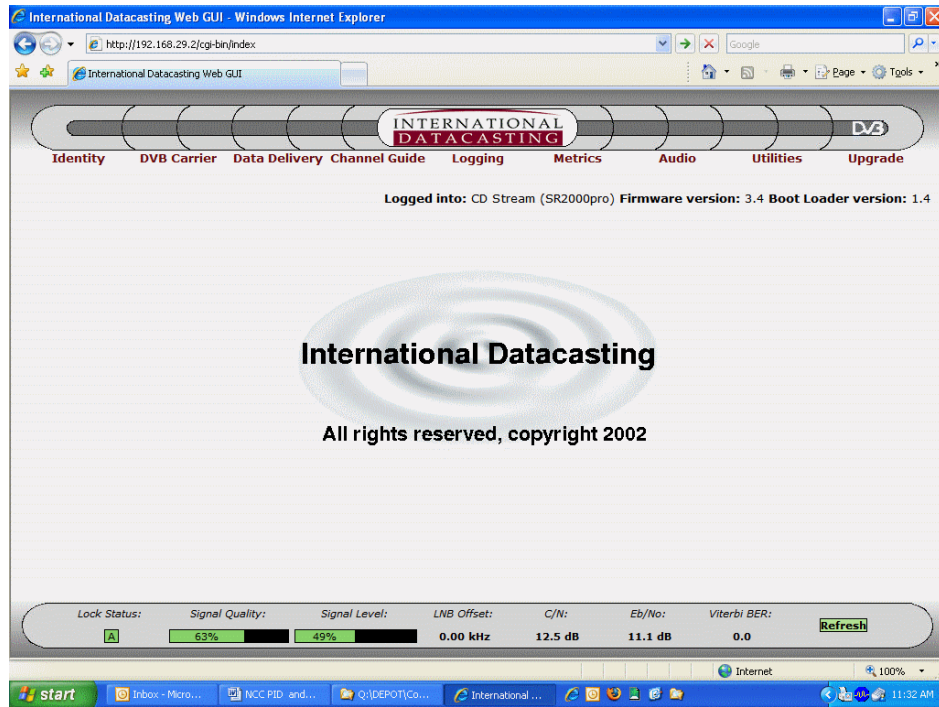 International Datacasting Web GUI - Windows Internet Explorer
http://192.168.29.2/cgi-bin/index
Google
International Datacasting Web GUI
Page
Tools
INTERNATIONAL
DATACASTING
DVB
Identity DVB Carrier Data Delivery Channel Guide Logging Metrics Audio Utilities Upgrade
Logged into: CD Stream (SR2000pro) Firmware version: 3.4 Boot Loader version: 1.4
International Datacasting
All rights reserved, copyright 2002
Lock Status: Signal Quality: Signal Level: LNB Offset: C/N: Eb/No: Viterbi BER:
A 63% 49% 0.00 kHz 12.5 dB 11.1 dB 0.0 Refresh
Internet 100%
start Inbox - Micro... NCC PID and... Q:\DEPOT\Co... International ... 11:32 AM